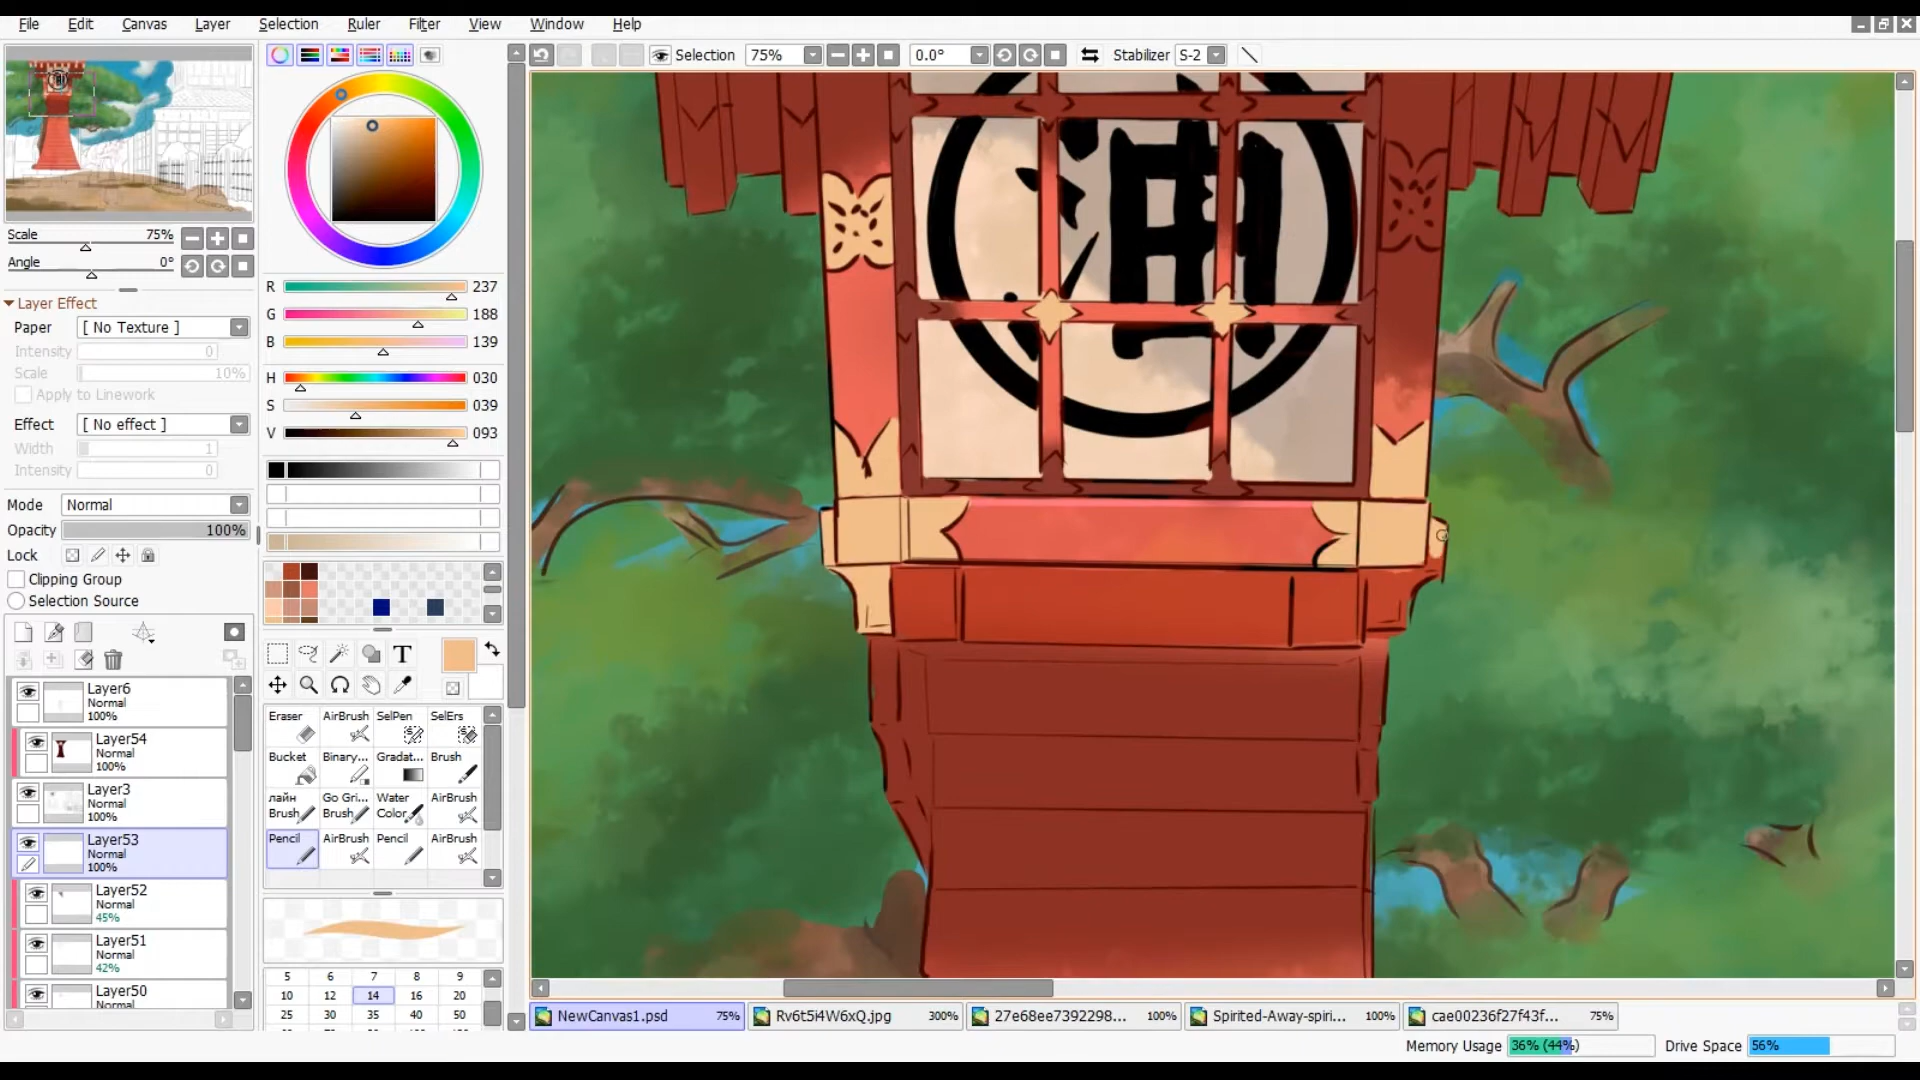 File Edit Canvas Layer Selection Ruler Filter View Window Help
Selection 75% 0.0° Stabilizer S-2
Scale 75%
Angle 0°
Layer Effect
Paper [ No Texture ]
Intensity 0
Scale 10%
Apply to Linework
Effect [ No effect ]
Width 1
Intensity 0
Mode Normal
Opacity 100%
Lock
Clipping Group
Selection Source
Layer6
Normal
100%
Layer54
Normal
100%
Layer3
Normal
100%
Layer53
Normal
100%
Layer52
Normal
45%
Layer51
Normal
42%
Layer50
Normal
R 237
G 188
B 139
H 030
S 039
V 093
T
Eraser AirBrush SelPen SelErs
Bucket Binary... Gradat... Brush
лайн Go Gri... Water AirBrush
Brush Brush Color
Pencil AirBrush Pencil AirBrush
5 6 7 8 9
10 12 14 16 20
25 30 35 40 50
油
NewCanvas1.psd 75% Rv6t5i4W6xQ.jpg 300% 27e68ee7392298... 100% Spirited-Away-spiri... 100% cae00236f27f43f... 75%
Memory Usage 36% (44%) Drive Space 56%